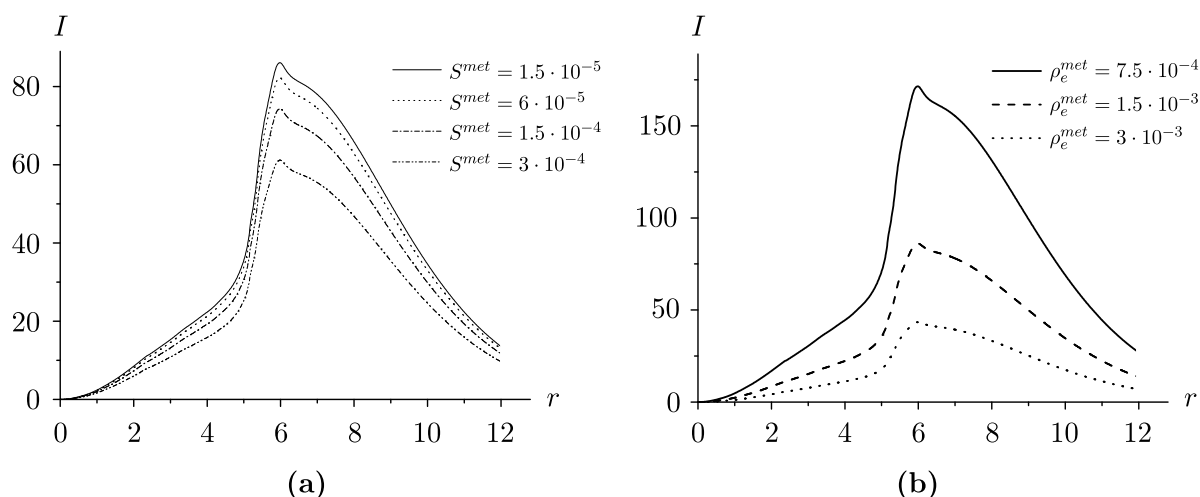 I
80
60
40
20
0
0 2 4 6 8 10 12
r
S^{met} = 1.5 · 10^{−5}
S^{met} = 6 · 10^{−5}
S^{met} = 1.5 · 10^{−4}
S^{met} = 3 · 10^{−4}
(a)
I
150
100
50
0
0 2 4 6 8 10 12
r
ρ_e^{met} = 7.5 · 10^{−4}
ρ_e^{met} = 1.5 · 10^{−3}
ρ_e^{met} = 3 · 10^{−3}
(b)